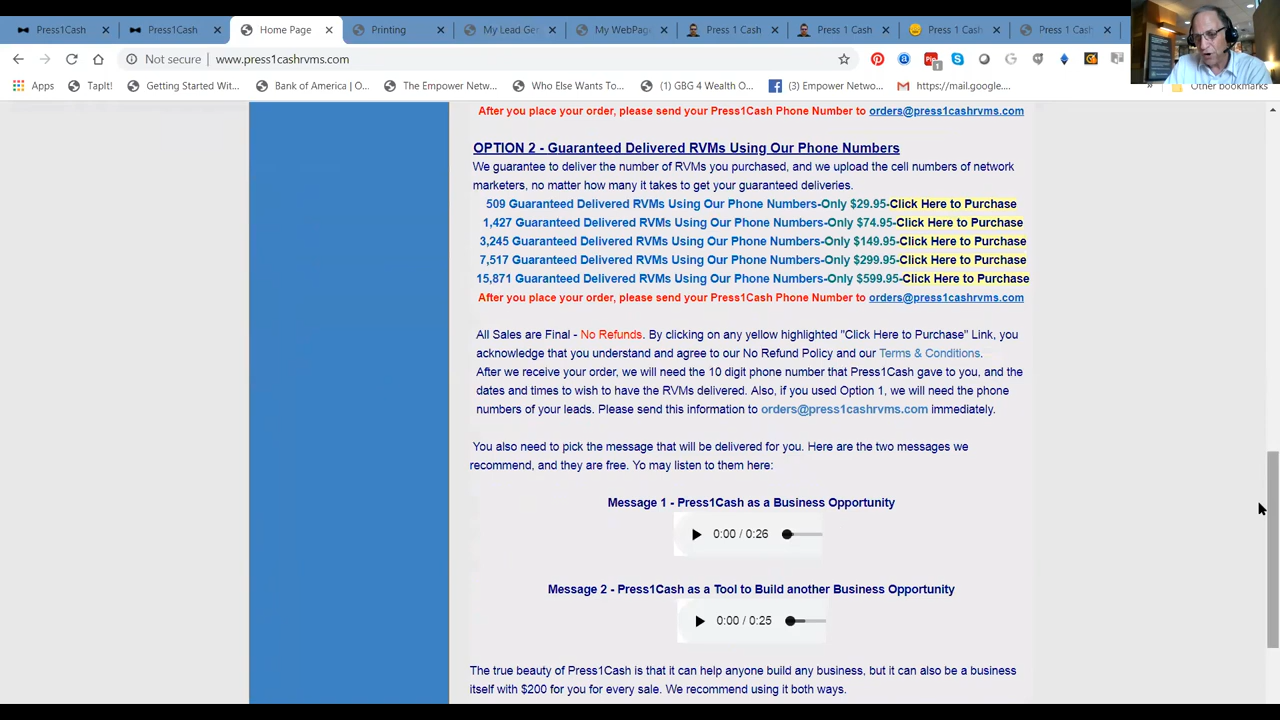 Press1Cash
Press1Cash
Home Page
Printing
My Lead Gen
My WebPage
Press 1 Cash
Press 1 Cash
Press 1 Cash
Press 1 Cash
Not secure
www.press1cashrvms.com
Apps
TapIt!
Getting Started Wit...
Bank of America | O...
The Empower Netw...
Who Else Wants To...
(1) GBG 4 Wealth O...
(3) Empower Netwo...
https://mail.google....
Other bookmarks
After you place your order, please send your Press1Cash Phone Number to orders@press1cashrvms.com
OPTION 2 - Guaranteed Delivered RVMs Using Our Phone Numbers
We guarantee to deliver the number of RVMs you purchased, and we upload the cell numbers of network
marketers, no matter how many it takes to get your guaranteed deliveries.
509 Guaranteed Delivered RVMs Using Our Phone Numbers-Only $29.95-Click Here to Purchase
1,427 Guaranteed Delivered RVMs Using Our Phone Numbers-Only $74.95-Click Here to Purchase
3,245 Guaranteed Delivered RVMs Using Our Phone Numbers-Only $149.95-Click Here to Purchase
7,517 Guaranteed Delivered RVMs Using Our Phone Numbers-Only $299.95-Click Here to Purchase
15,871 Guaranteed Delivered RVMs Using Our Phone Numbers-Only $599.95-Click Here to Purchase
After you place your order, please send your Press1Cash Phone Number to orders@press1cashrvms.com
All Sales are Final - No Refunds. By clicking on any yellow highlighted "Click Here to Purchase" Link, you
acknowledge that you understand and agree to our No Refund Policy and our Terms & Conditions.
After we receive your order, we will need the 10 digit phone number that Press1Cash gave to you, and the
dates and times to wish to have the RVMs delivered. Also, if you used Option 1, we will need the phone
numbers of your leads. Please send this information to orders@press1cashrvms.com immediately.
You also need to pick the message that will be delivered for you. Here are the two messages we
recommend, and they are free. Yo may listen to them here:
Message 1 - Press1Cash as a Business Opportunity
0:00 / 0:26
Message 2 - Press1Cash as a Tool to Build another Business Opportunity
0:00 / 0:25
The true beauty of Press1Cash is that it can help anyone build any business, but it can also be a business
itself with $200 for you for every sale. We recommend using it both ways.